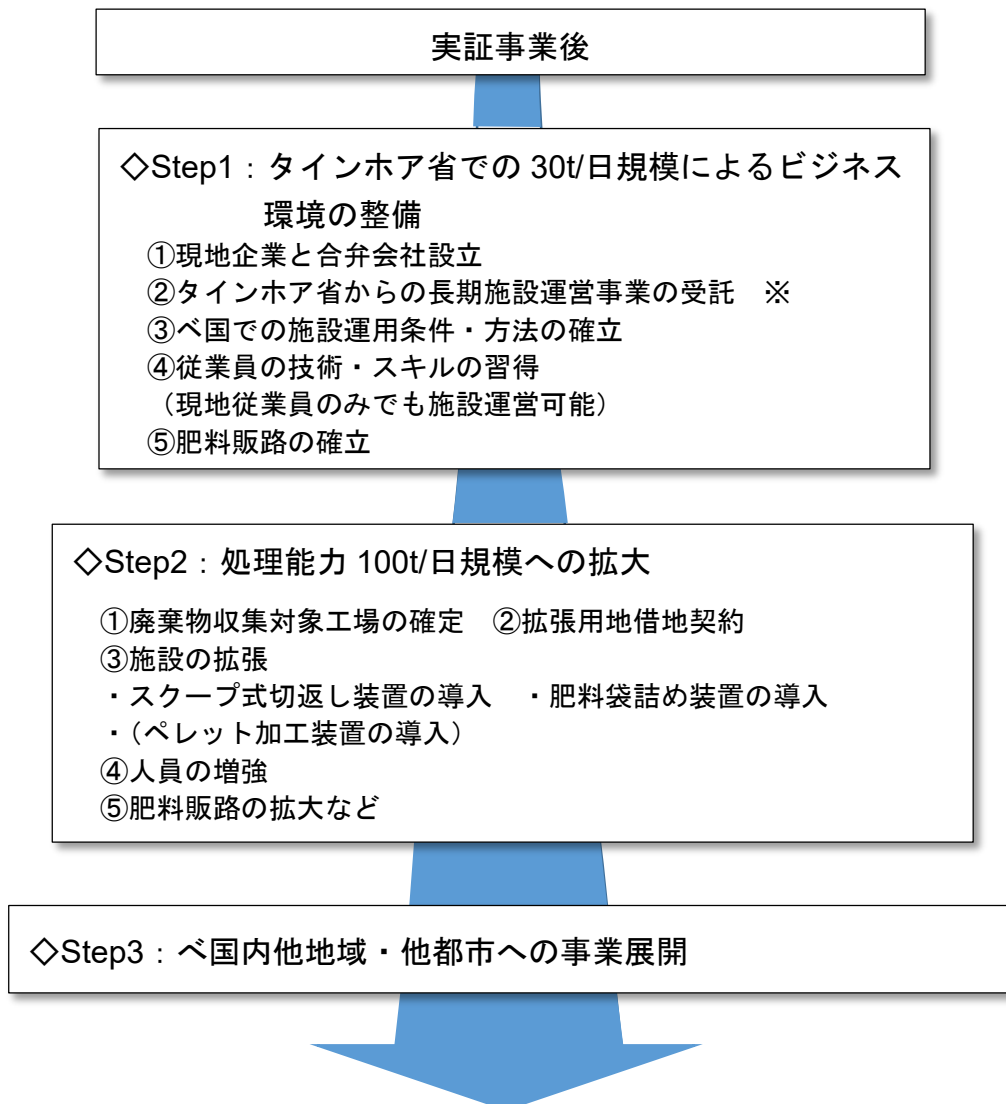 実証事業後
◇Step1：タインホア省での 30t/日規模によるビジネス
環境の整備
①現地企業と合弁会社設立
②タインホア省からの長期施設運営事業の受託　※
③ベ国での施設運用条件・方法の確立
④従業員の技術・スキルの習得
（現地従業員のみでも施設運営可能）
⑤肥料販路の確立
◇Step2：処理能力 100t/日規模への拡大
①廃棄物収集対象工場の確定　②拡張用地借地契約
③施設の拡張
・スクープ式切返し装置の導入　・肥料袋詰め装置の導入
・（ペレット加工装置の導入）
④人員の増強
⑤肥料販路の拡大など
◇Step3：ベ国内他地域・他都市への事業展開